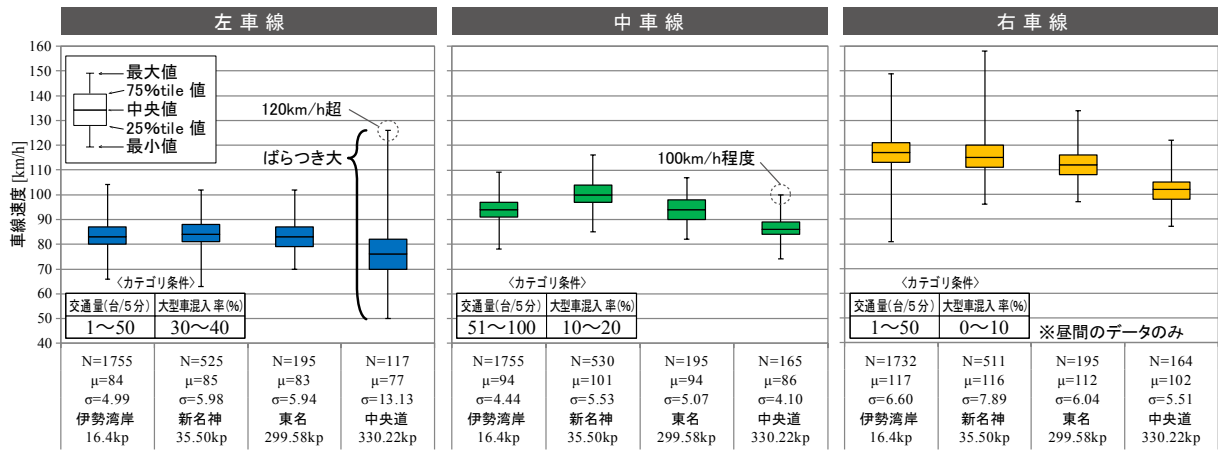 左車線
中車線
右車線
車線速度 [km/h]
160
150
140
130
120
110
100
90
80
70
60
50
40
最大値
75%tile 値
中央値
25%tile 値
最小値
120km/h超
ばらつき大
〈カテゴリ条件〉
交通量(台/5分) 大型車混入率(%)
1～50 30～40
100km/h程度
〈カテゴリ条件〉
交通量(台/5分) 大型車混入率(%)
51～100 10～20
〈カテゴリ条件〉
交通量(台/5分) 大型車混入率(%)
1～50 0～10
※昼間のデータのみ
N=1755 N=525 N=195 N=117
μ=84 μ=85 μ=83 μ=77
σ=4.99 σ=5.98 σ=5.94 σ=13.13
伊勢湾岸 新名神 東名 中央道
16.4kp 35.50kp 299.58kp 330.22kp
N=1755 N=530 N=195 N=165
μ=94 μ=101 μ=94 μ=86
σ=4.44 σ=5.53 σ=5.07 σ=4.10
伊勢湾岸 新名神 東名 中央道
16.4kp 35.50kp 299.58kp 330.22kp
N=1732 N=511 N=195 N=164
μ=117 μ=116 μ=112 μ=102
σ=6.60 σ=7.89 σ=6.04 σ=5.51
伊勢湾岸 新名神 東名 中央道
16.4kp 35.50kp 299.58kp 330.22kp